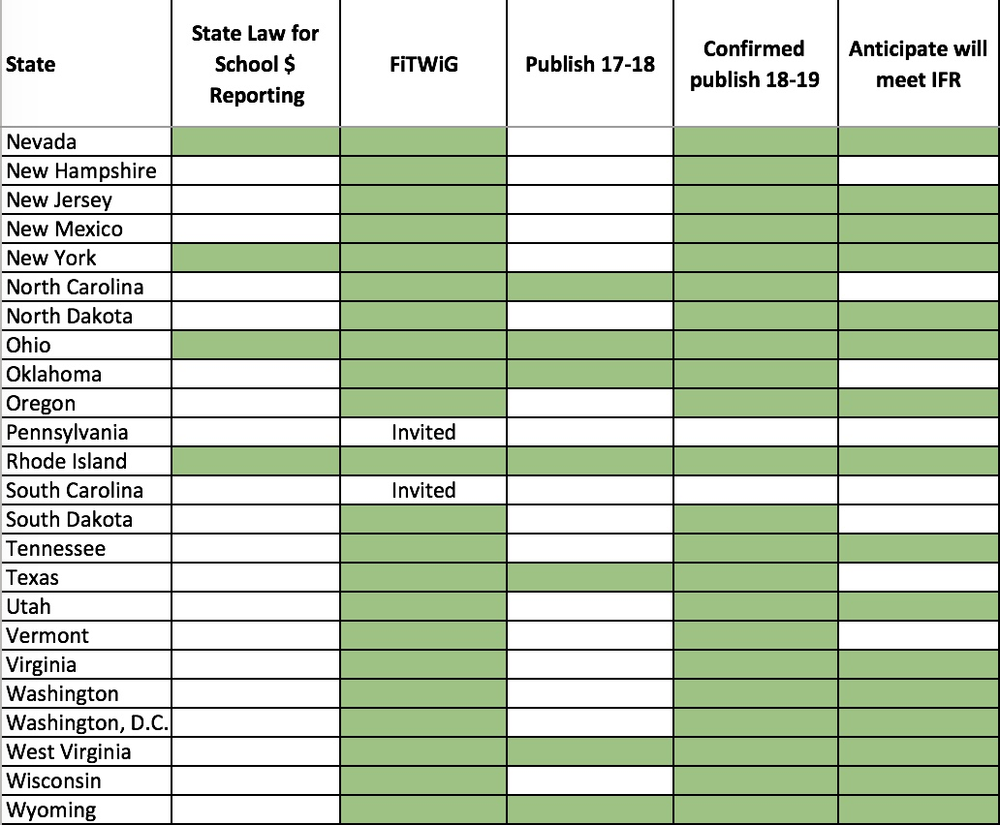 State
State Law for
School $
Reporting
FiTWiG
Publish 17-18
Confirmed
publish 18-19
Anticipate will
meet IFR
Nevada
New Hampshire
New Jersey
New Mexico
New York
North Carolina
North Dakota
Ohio
Oklahoma
Oregon
Pennsylvania Invited
Rhode Island
South Carolina Invited
South Dakota
Tennessee
Texas
Utah
Vermont
Virginia
Washington
Washington, D.C.
West Virginia
Wisconsin
Wyoming